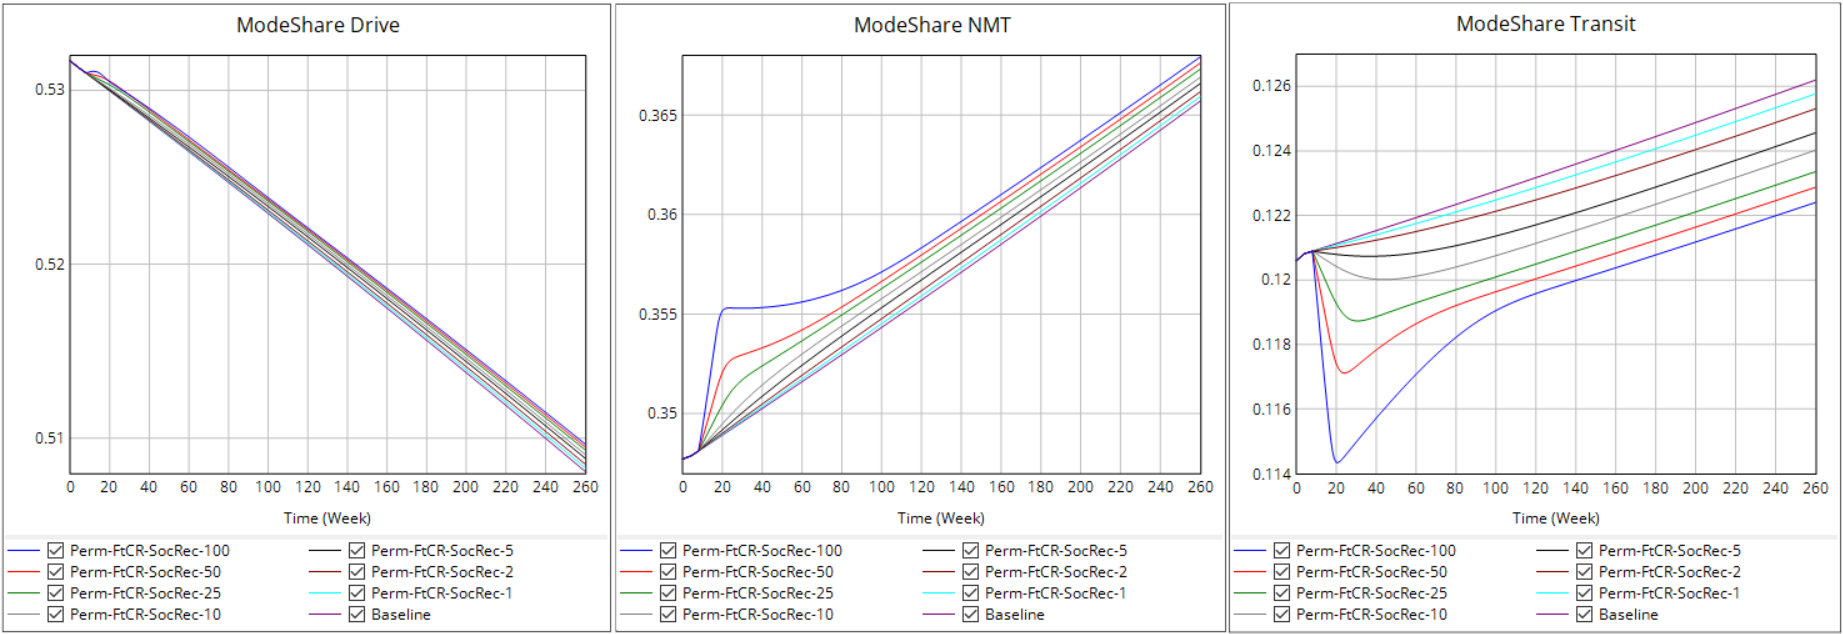 ModeShare Drive
0.53
0.52
0.51
0 20 40 60 80 100 120 140 160 180 200 220 240 260
Time (Week)
Perm-FtCR-SocRec-100 Perm-FtCR-SocRec-5
Perm-FtCR-SocRec-50 Perm-FtCR-SocRec-2
Perm-FtCR-SocRec-25 Perm-FtCR-SocRec-1
Perm-FtCR-SocRec-10 Baseline
ModeShare NMT
0.365
0.36
0.355
0.35
0 20 40 60 80 100 120 140 160 180 200 220 240 260
Time (Week)
Perm-FtCR-SocRec-100 Perm-FtCR-SocRec-5
Perm-FtCR-SocRec-50 Perm-FtCR-SocRec-2
Perm-FtCR-SocRec-25 Perm-FtCR-SocRec-1
Perm-FtCR-SocRec-10 Baseline
ModeShare Transit
0.126
0.124
0.122
0.12
0.118
0.116
0.114
0 20 40 60 80 100 120 140 160 180 200 220 240 260
Time (Week)
Perm-FtCR-SocRec-100 Perm-FtCR-SocRec-5
Perm-FtCR-SocRec-50 Perm-FtCR-SocRec-2
Perm-FtCR-SocRec-25 Perm-FtCR-SocRec-1
Perm-FtCR-SocRec-10 Baseline